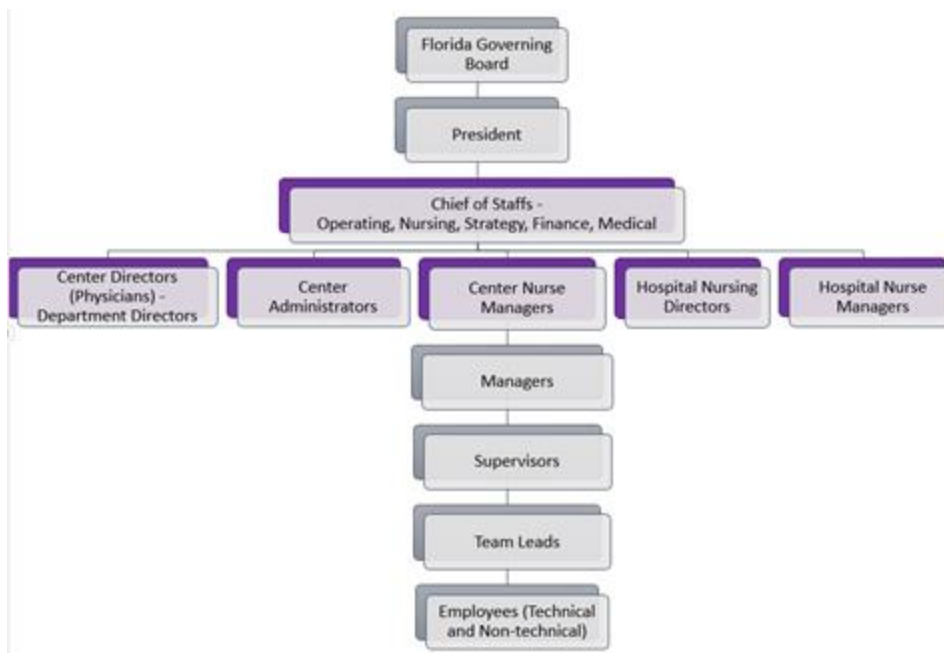 Florida Governing
Board
President
Chief of Staffs -
Operating, Nursing, Strategy, Finance, Medical
Center Directors
(Physicians) -
Department Directors
Center
Administrators
Center Nurse
Managers
Hospital Nursing
Directors
Hospital Nurse
Managers
Managers
Supervisors
Team Leads
Employees (Technical
and Non-technical)